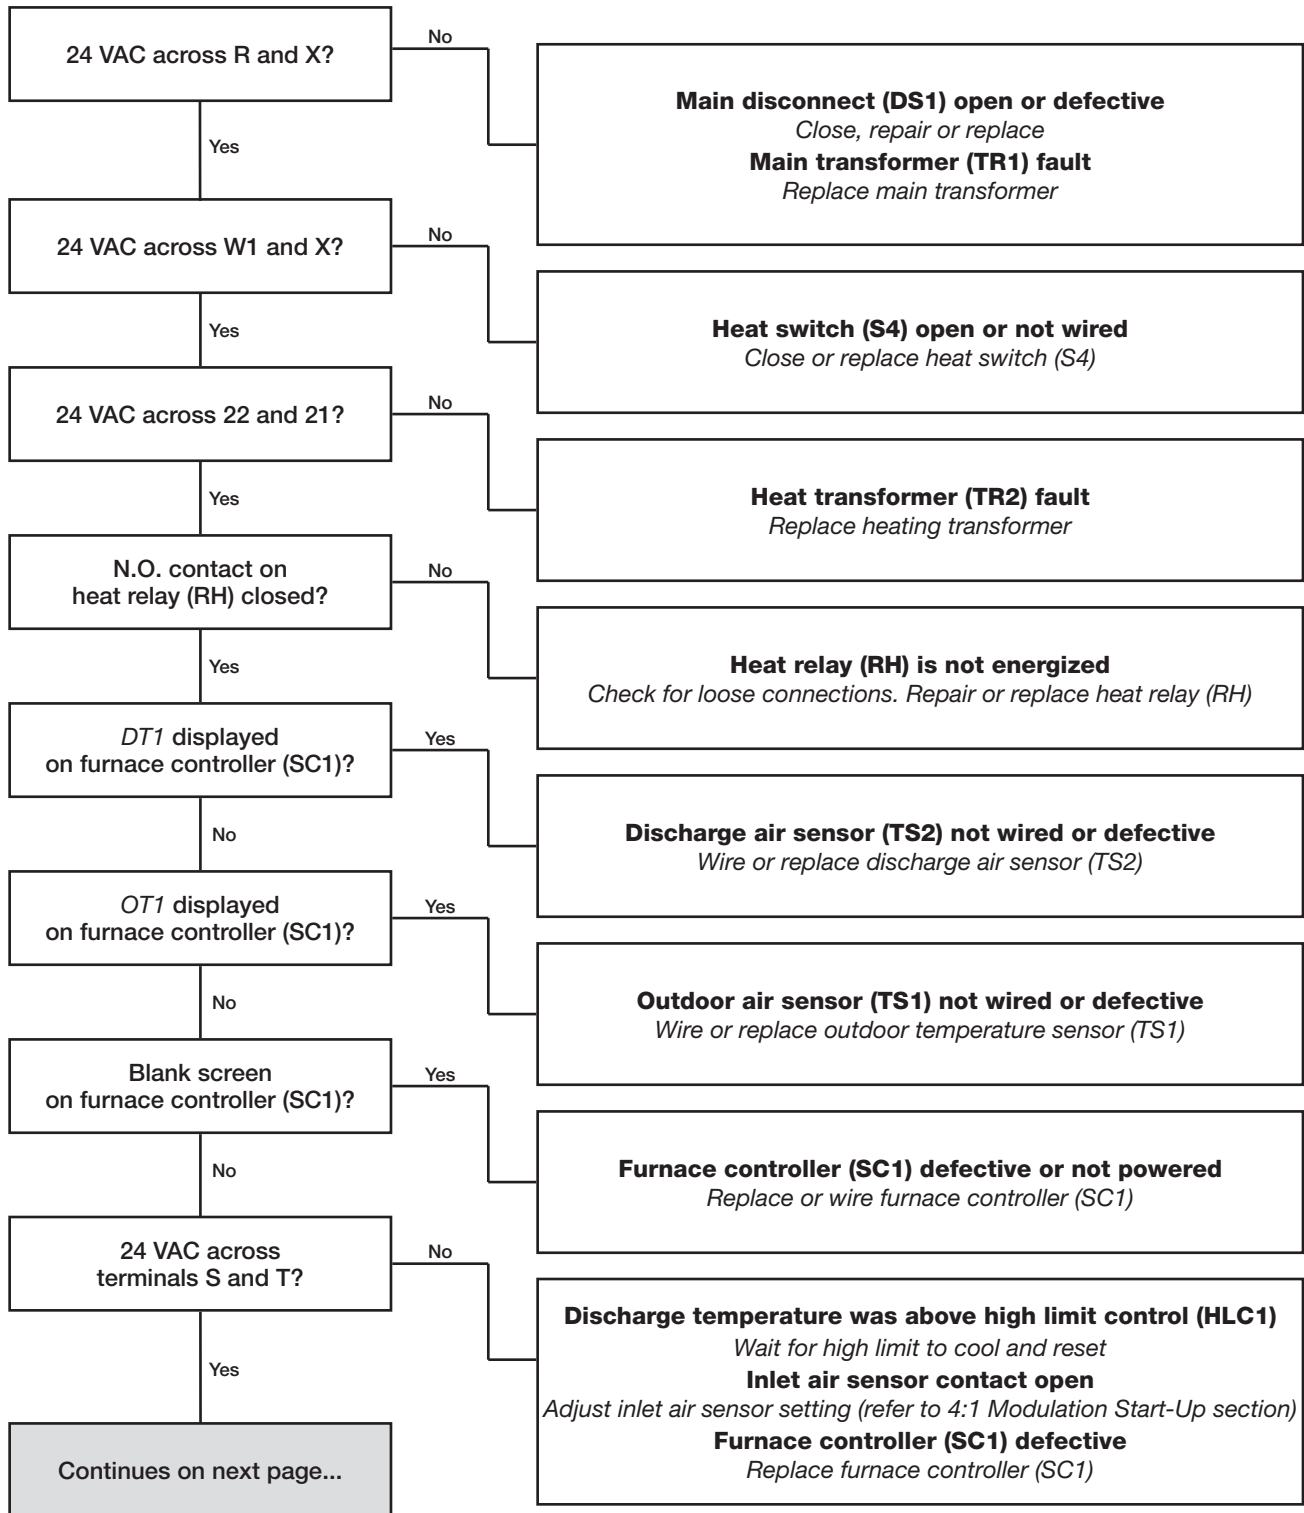 24 VAC across R and X?
No
Main disconnect (DS1) open or defective
Close, repair or replace
Main transformer (TR1) fault
Replace main transformer
Yes
24 VAC across W1 and X?
No
Heat switch (S4) open or not wired
Close or replace heat switch (S4)
Yes
24 VAC across 22 and 21?
No
Heat transformer (TR2) fault
Replace heating transformer
Yes
N.O. contact on
heat relay (RH) closed?
No
Heat relay (RH) is not energized
Check for loose connections. Repair or replace heat relay (RH)
Yes
DT1 displayed
on furnace controller (SC1)?
Yes
Discharge air sensor (TS2) not wired or defective
Wire or replace discharge air sensor (TS2)
No
OT1 displayed
on furnace controller (SC1)?
Yes
Outdoor air sensor (TS1) not wired or defective
Wire or replace outdoor temperature sensor (TS1)
No
Blank screen
on furnace controller (SC1)?
Yes
Furnace controller (SC1) defective or not powered
Replace or wire furnace controller (SC1)
No
24 VAC across
terminals S and T?
No
Discharge temperature was above high limit control (HLC1)
Wait for high limit to cool and reset
Inlet air sensor contact open
Adjust inlet air sensor setting (refer to 4:1 Modulation Start-Up section)
Furnace controller (SC1) defective
Replace furnace controller (SC1)
Yes
Continues on next page...